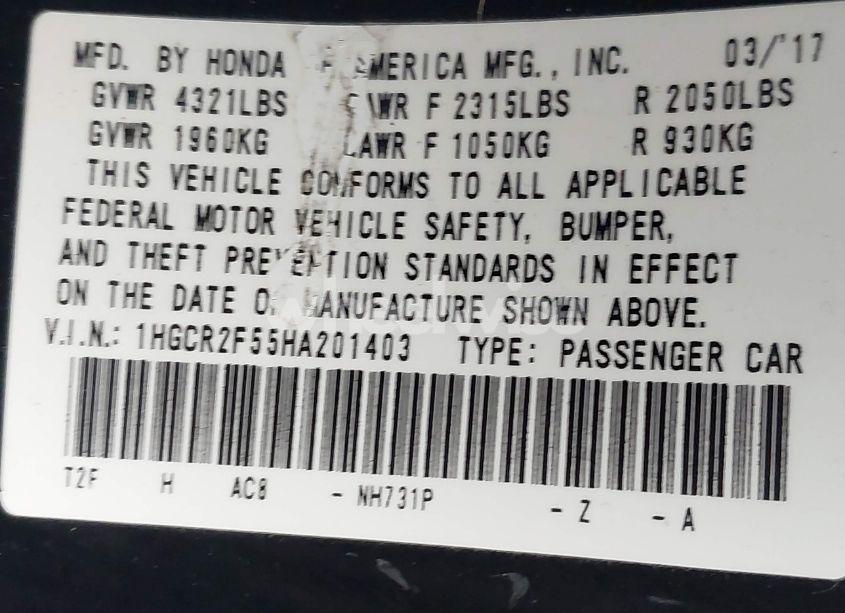 MFD. BY HONDA OF AMERICA MFG., INC. 03/'17
GVWR 4321LBS GAWR F 2315LBS R 2050LBS
GVWR 1960KG GAWR F 1050KG R 930KG
THIS VEHICLE CONFORMS TO ALL APPLICABLE
FEDERAL MOTOR VEHICLE SAFETY, BUMPER,
AND THEFT PREVENTION STANDARDS IN EFFECT
ON THE DATE OF MANUFACTURE SHOWN ABOVE.
V.I.N.: 1HGCR2F55HA201403 TYPE: PASSENGER CAR
T2F H AC8 - NH731P - Z - A